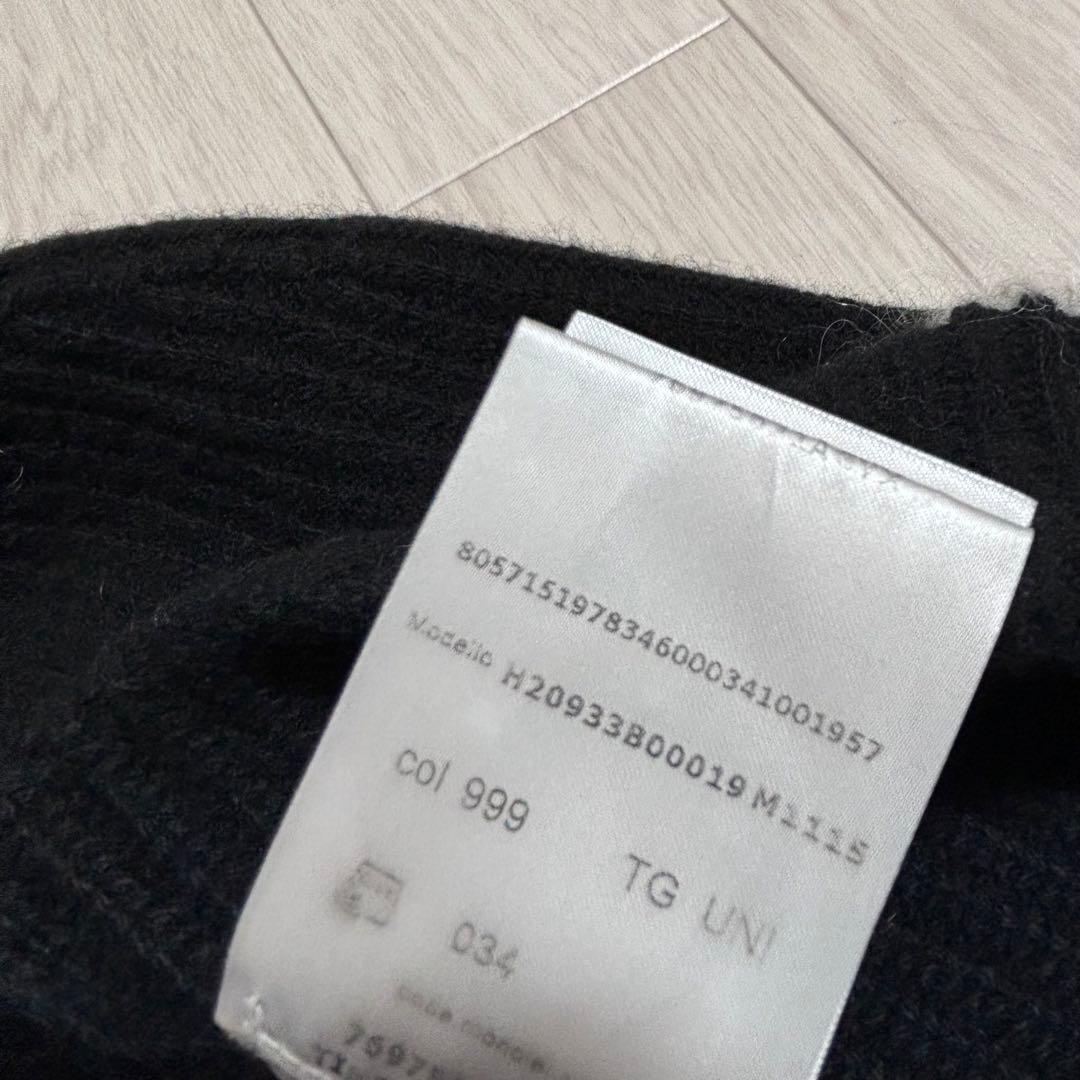 8057151978346000341001957
Modello H20933B00019 M1115
col 999
TG UNI
034